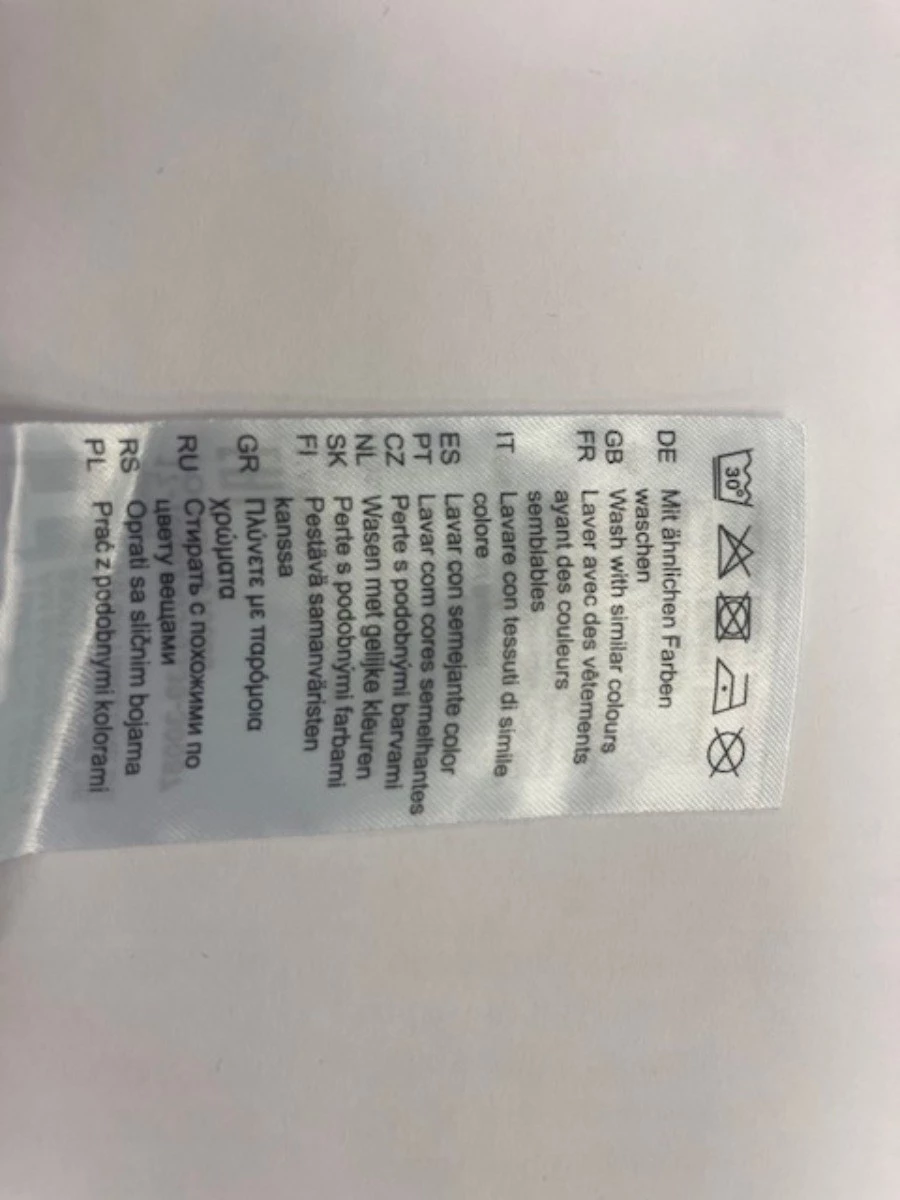 30°
DE Mit ähnlichen Farben
waschen
GB Wash with similar colours
FR Laver avec des vêtements
ayant des couleurs
semblables
IT Lavare con tessuti di simile
colore
ES Lavar con semejante color
PT Lavar com cores semelhantes
CZ Perte s podobnými barvami
NL Wasen met gelijke kleuren
SK Perte s podobnými farbami
FI Pestävä samanväristen
kanssa
GR Πλύνετε με παρόμοια
χρώματα
RU Стирать с похожими по
цвету вещами
RS Oprati sa sličnim bojama
PL Prać z podobnymi kolorami